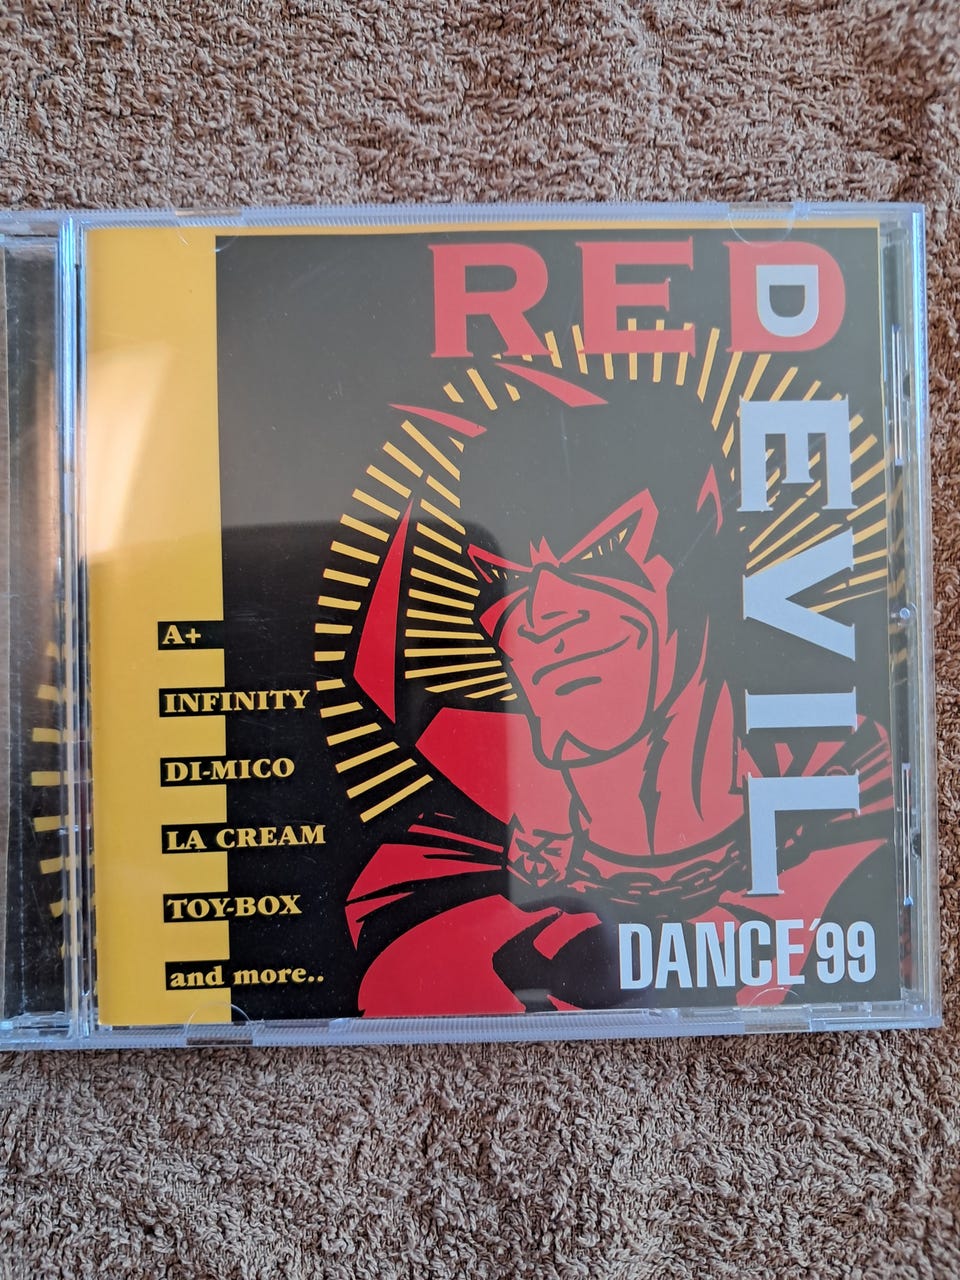 RED
DEVIL
A+
INFINITY
DI-MICO
LA CREAM
TOY-BOX
and more..
DANCE'99